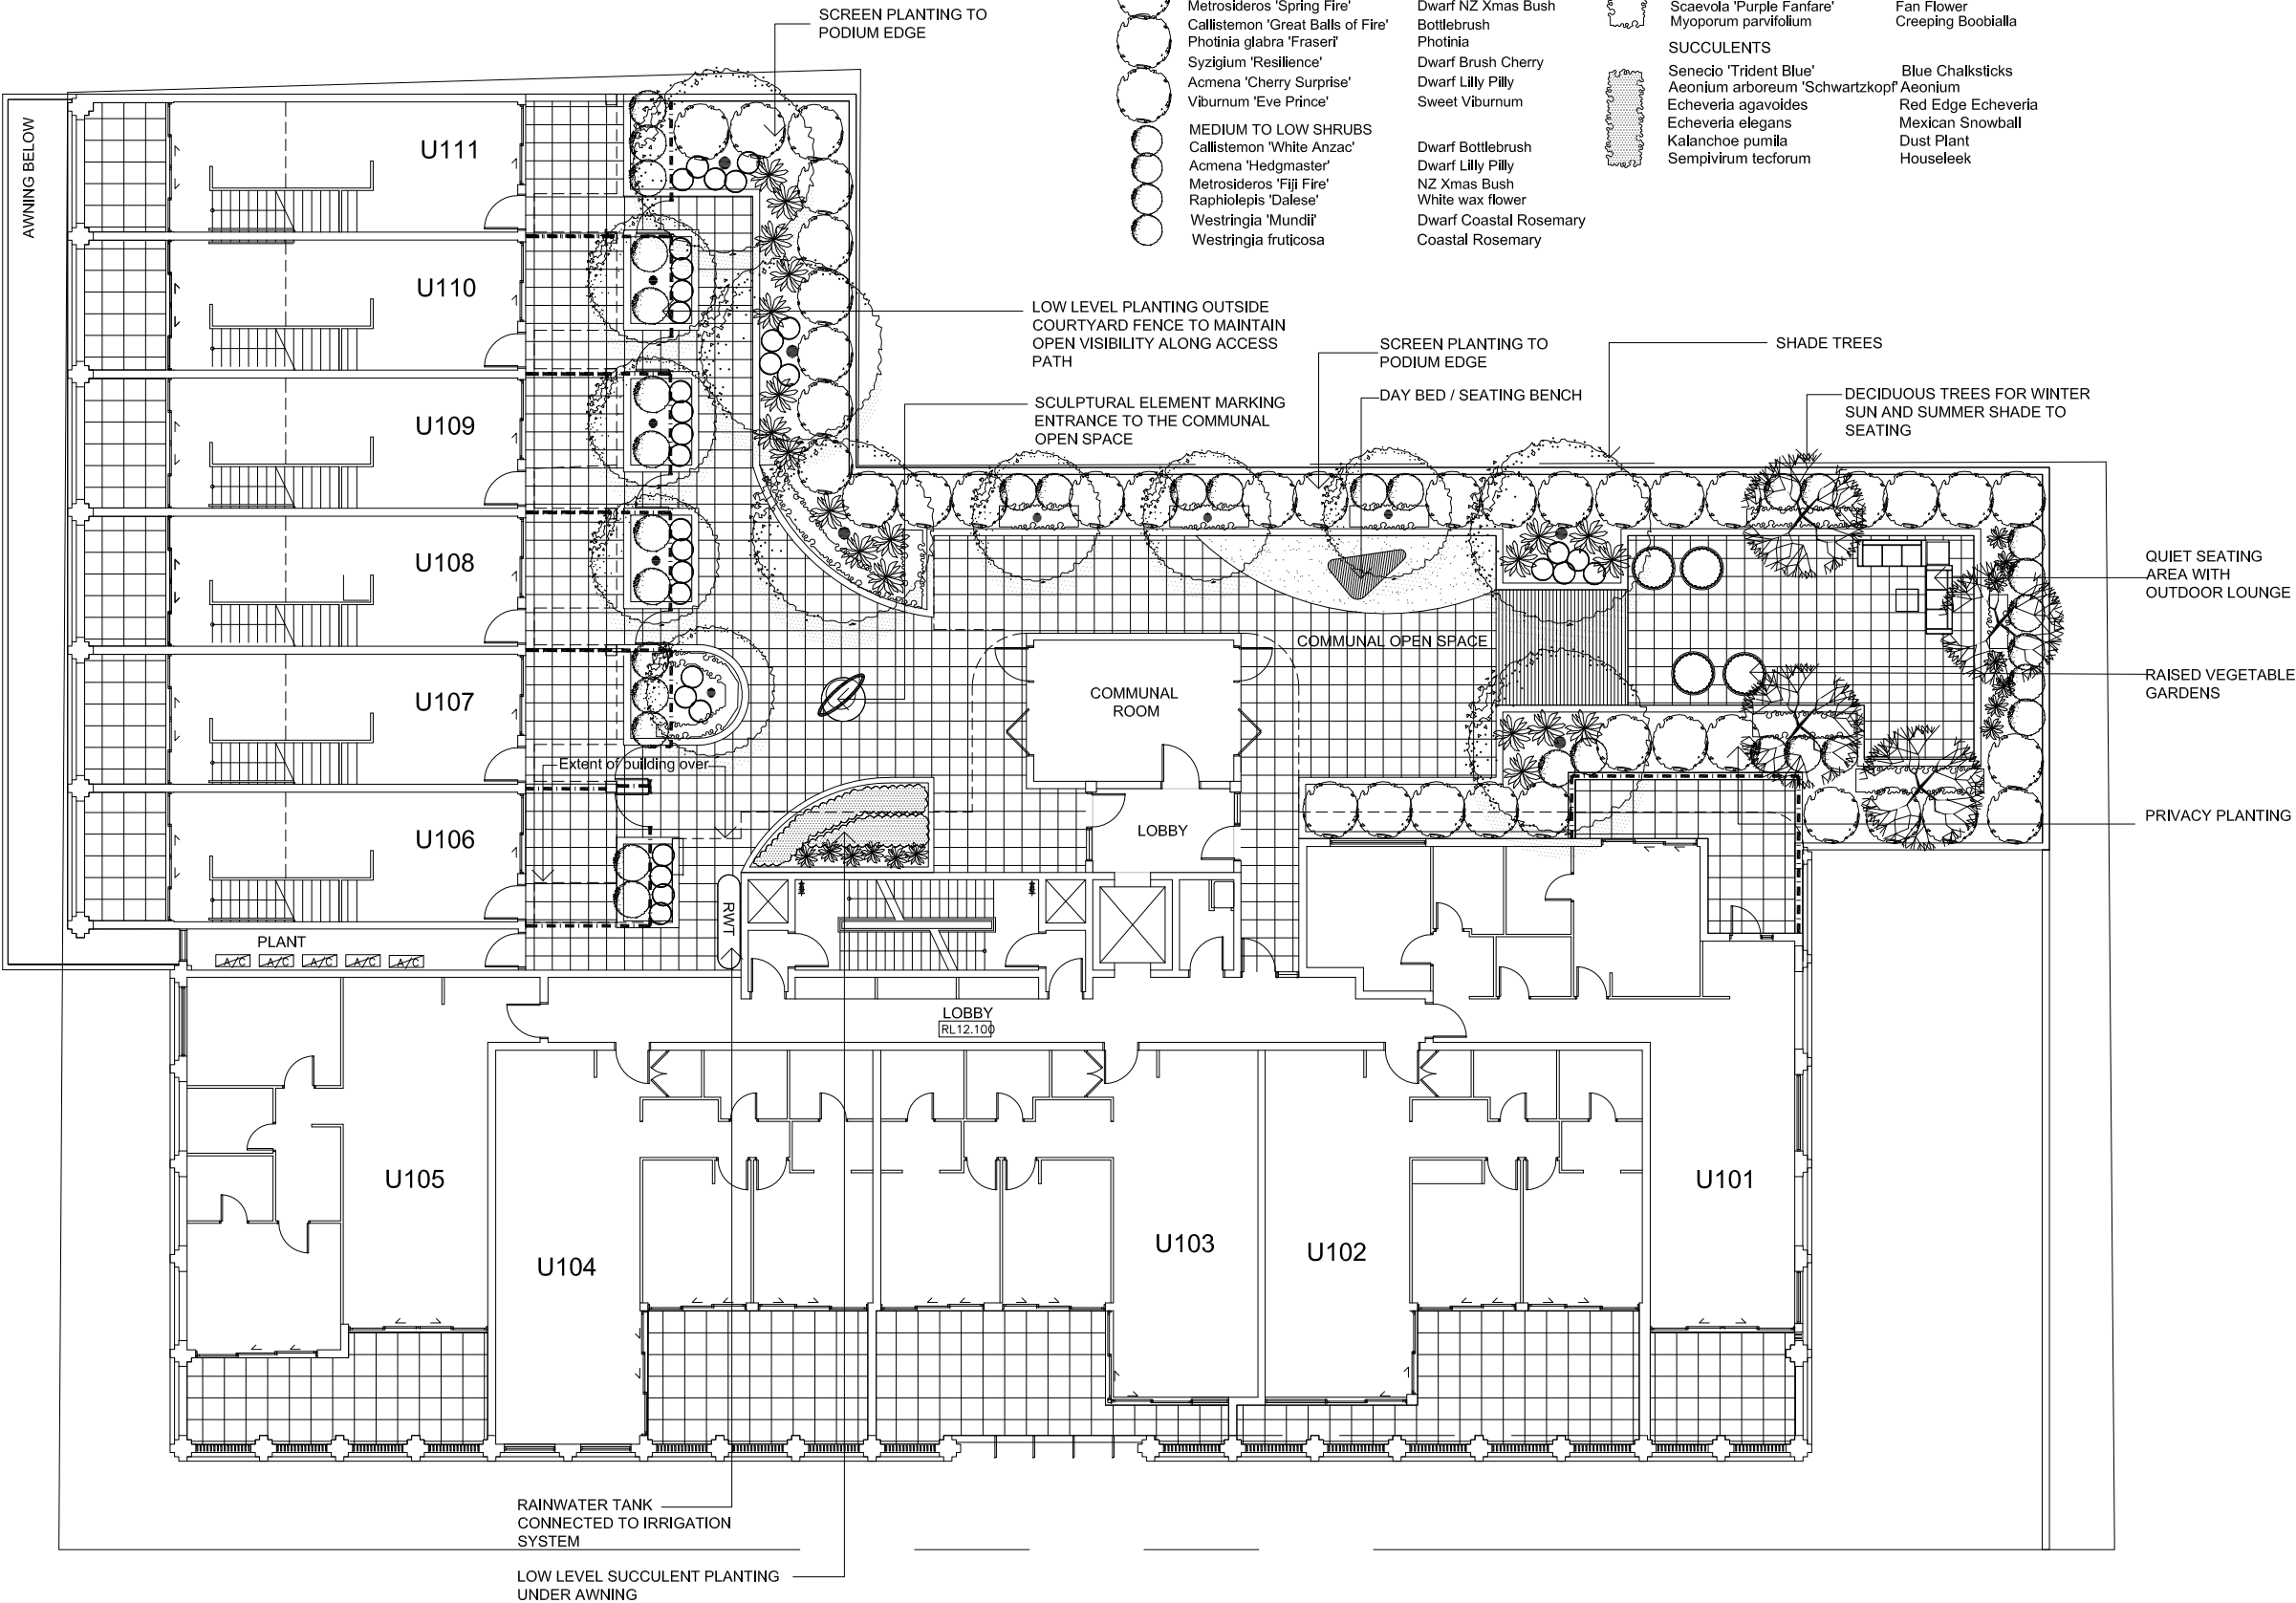 SCREEN PLANTING TO
PODIUM EDGE
Metrosideros 'Spring Fire' Dwarf NZ Xmas Bush
Callistemon 'Great Balls of Fire' Bottlebrush
Photinia glabra 'Fraseri' Photinia
Syzigium 'Resilience' Dwarf Brush Cherry
Acmena 'Cherry Surprise' Dwarf Lilly Pilly
Viburnum 'Eve Prince' Sweet Viburnum
MEDIUM TO LOW SHRUBS
Callistemon 'White Anzac' Dwarf Bottlebrush
Acmena 'Hedgmaster' Dwarf Lilly Pilly
Metrosideros 'Fiji Fire' NZ Xmas Bush
Raphiolepis 'Dalese' White wax flower
Westringia 'Mundii' Dwarf Coastal Rosemary
Westringia fruticosa Coastal Rosemary
Scaevola 'Purple Fanfare' Fan Flower
Myoporum parvifolium Creeping Boobialla
SUCCULENTS
Senecio 'Trident Blue' Blue Chalksticks
Aeonium arboreum 'Schwartzkopf' Aeonium
Echeveria agavoides Red Edge Echeveria
Echeveria elegans Mexican Snowball
Kalanchoe pumila Dust Plant
Sempivirum tecforum Houseleek
AWNING BELOW
U111
U110
U109
U108
U107
U106
LOW LEVEL PLANTING OUTSIDE
COURTYARD FENCE TO MAINTAIN
OPEN VISIBILITY ALONG ACCESS
PATH
SCULPTURAL ELEMENT MARKING
ENTRANCE TO THE COMMUNAL
OPEN SPACE
SCREEN PLANTING TO
PODIUM EDGE
DAY BED / SEATING BENCH
SHADE TREES
DECIDUOUS TREES FOR WINTER
SUN AND SUMMER SHADE TO
SEATING
QUIET SEATING
AREA WITH
OUTDOOR LOUNGE
COMMUNAL OPEN SPACE
RAISED VEGETABLE
GARDENS
COMMUNAL
ROOM
Extent of building over
PRIVACY PLANTING
LOBBY
RWT
PLANT
A/C A/C A/C A/C A/C
LOBBY
RL12.100
U105
U104
U103
U102
U101
RAINWATER TANK
CONNECTED TO IRRIGATION
SYSTEM
LOW LEVEL SUCCULENT PLANTING
UNDER AWNING